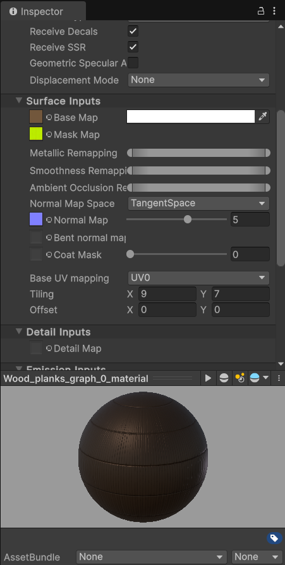 Inspector
Receive Decals
Receive SSR
Geometric Specular A
Displacement Mode None
Surface Inputs
Base Map
Mask Map
Metallic Remapping
Smoothness Remappi
Ambient Occlusion Re
Normal Map Space TangentSpace
Normal Map 5
Bent normal map
Coat Mask 0
Base UV mapping UV0
Tiling X 9 Y 7
Offset X 0 Y 0
Detail Inputs
Detail Map
Emission Inputs
Wood_planks_graph_0_material
AssetBundle None None